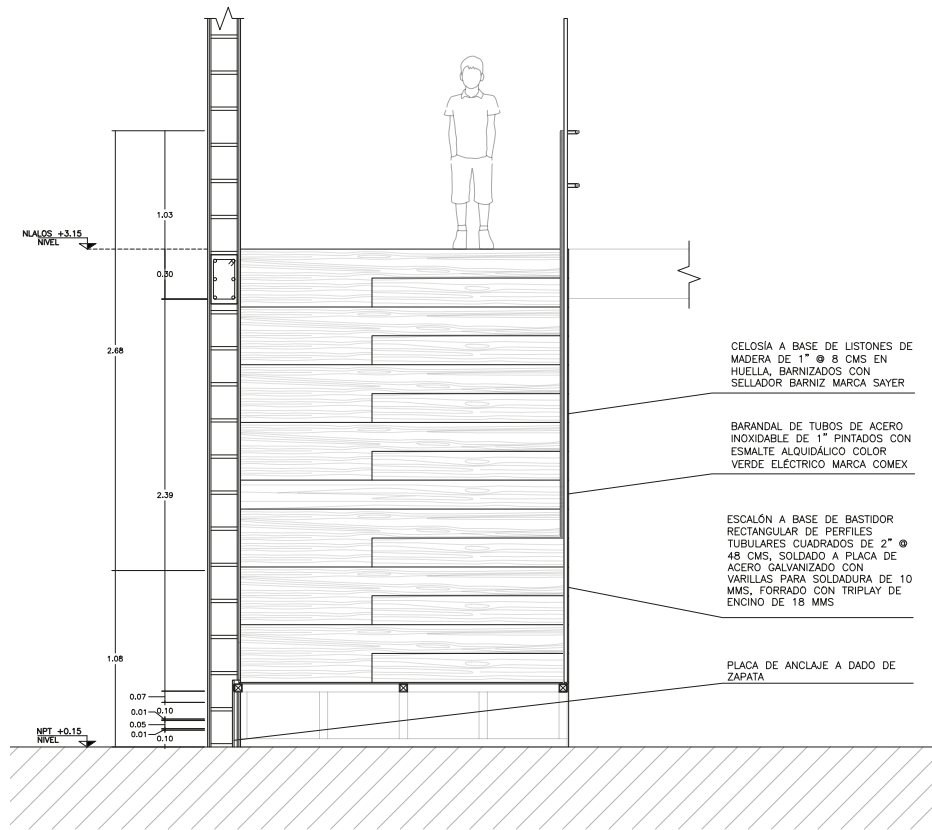 1.03
NLALOS +3.15
NIVEL
0.30
2.68
CELOSÍA A BASE DE LISTONES DE
MADERA DE 1" @ 8 CMS EN
HUELLA, BARNIZADOS CON
SELLADOR BARNIZ MARCA SAYER
BARANDAL DE TUBOS DE ACERO
INOXIDABLE DE 1" PINTADOS CON
ESMALTE ALQUIDÁLICO COLOR
VERDE ELÉCTRICO MARCA COMEX
2.39
ESCALÓN A BASE DE BASTIDOR
RECTANGULAR DE PERFILES
TUBULARES CUADRADOS DE 2" @
48 CMS, SOLDADO A PLACA DE
ACERO GALVANIZADO CON
VARILLAS PARA SOLDADURA DE 10
MMS, FORRADO CON TRIPLAY DE
ENCINO DE 18 MMS
1.08
PLACA DE ANCLAJE A DADO DE
ZAPATA
0.07
0.01 0.10
0.05
0.01
0.10
NPT +0.15
NIVEL